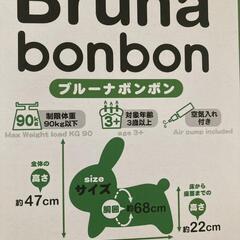 Bruna
bonbon
ブルーナボンボン
90kg
制限体重
90kg以下
Max Weight load KG 90
3+
対象年齢
3歳以上
age 3+
空気入れ
付き
Air pump included
全体の
高さ
約47cm
size
サイズ
胴囲
約68cm
床から
座面までの
高さ
約22cm